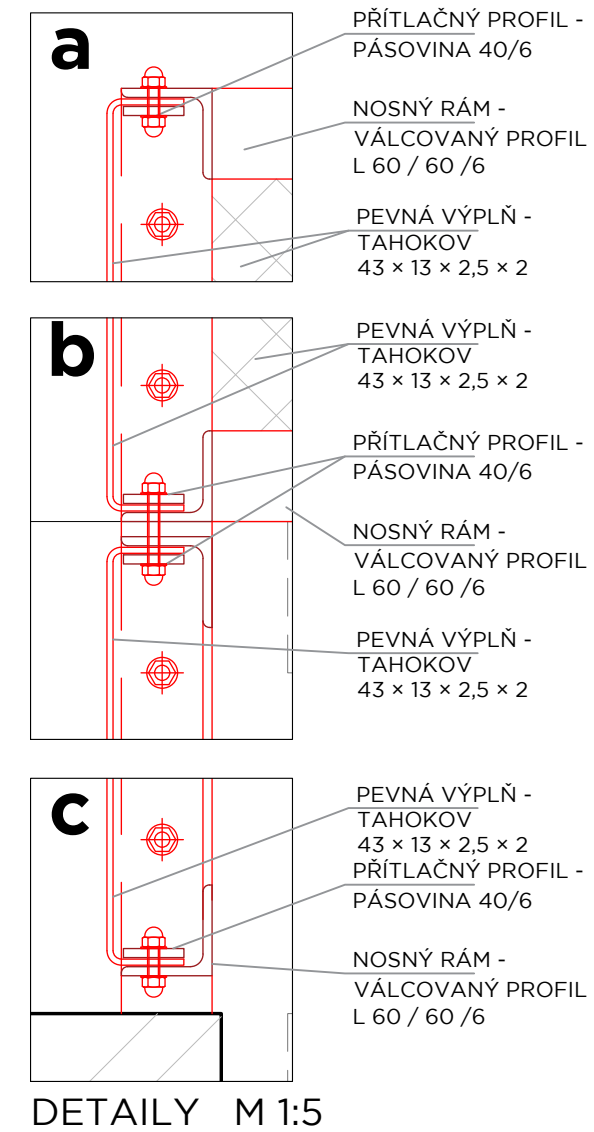 a
PŘÍTLAČNÝ PROFIL -
PÁSOVINA 40/6
NOSNÝ RÁM -
VÁLCOVANÝ PROFIL
L 60 / 60 /6
PEVNÁ VÝPLŇ -
TAHOKOV
43 × 13 × 2,5 × 2
b
PEVNÁ VÝPLŇ -
TAHOKOV
43 × 13 × 2,5 × 2
PŘÍTLAČNÝ PROFIL -
PÁSOVINA 40/6
NOSNÝ RÁM -
VÁLCOVANÝ PROFIL
L 60 / 60 /6
PEVNÁ VÝPLŇ -
TAHOKOV
43 × 13 × 2,5 × 2
c
PEVNÁ VÝPLŇ -
TAHOKOV
43 × 13 × 2,5 × 2
PŘÍTLAČNÝ PROFIL -
PÁSOVINA 40/6
NOSNÝ RÁM -
VÁLCOVANÝ PROFIL
L 60 / 60 /6
DETAILY M 1:5